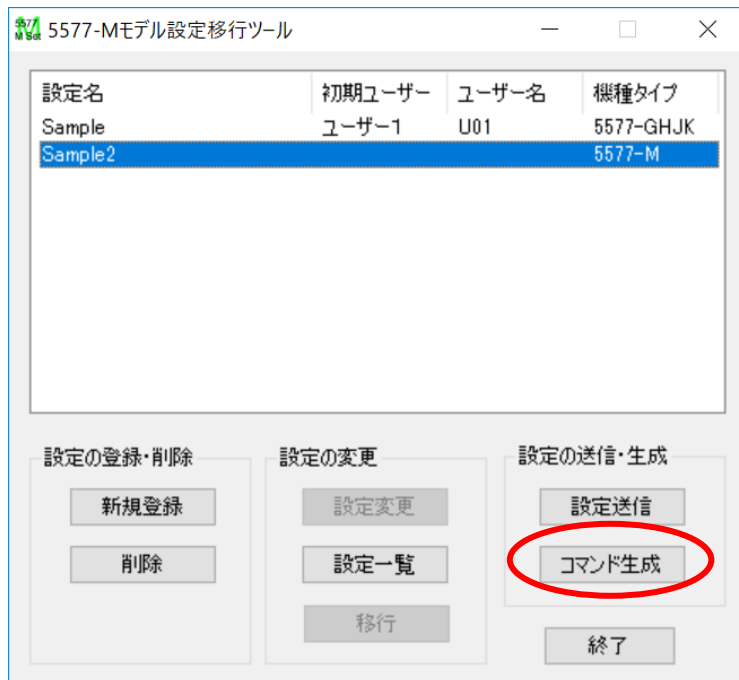 5577 M Set 5577-Mモデル設定移行ツール
設定名 初期ユーザー ユーザー名 機種タイプ
Sample ユーザー1 U01 5577-GHJK
Sample2 5577-M
設定の登録・削除 設定の変更 設定の送信・生成
新規登録 設定変更 設定送信
削除 設定一覧 コマンド生成
移行
終了